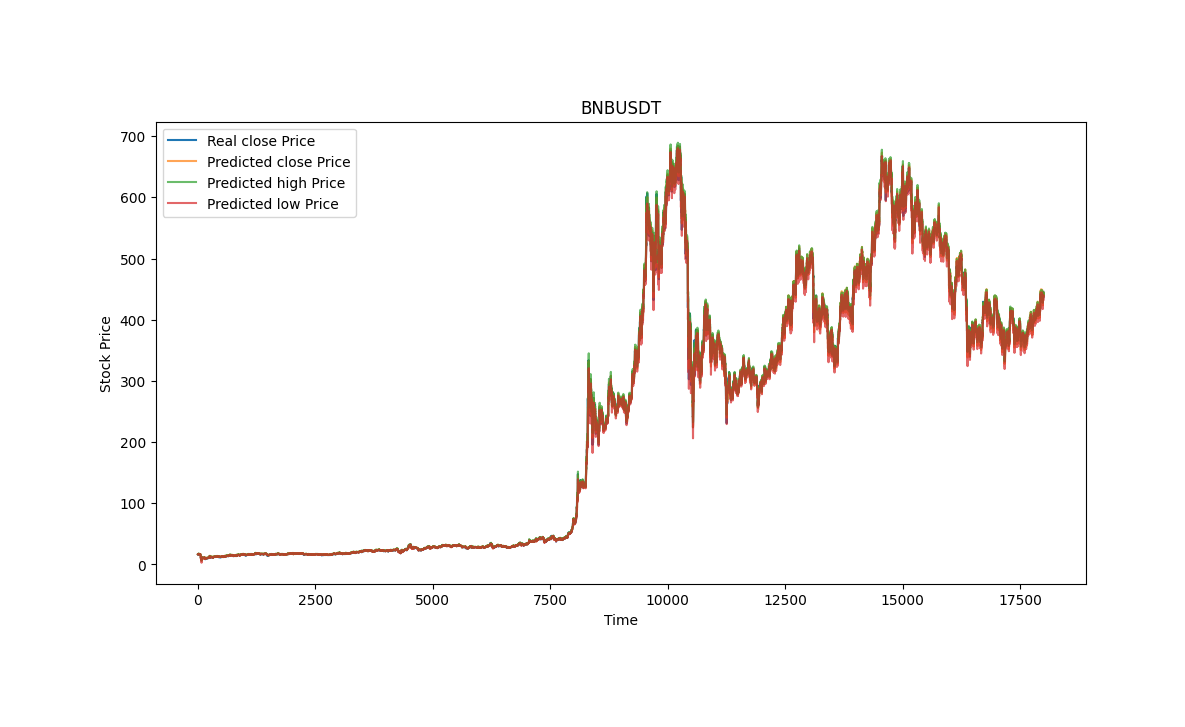 BNBUSDT
Real close Price
Predicted close Price
Predicted high Price
Predicted low Price
Stock Price
700
600
500
400
300
200
100
0
0 2500 5000 7500 10000 12500 15000 17500
Time